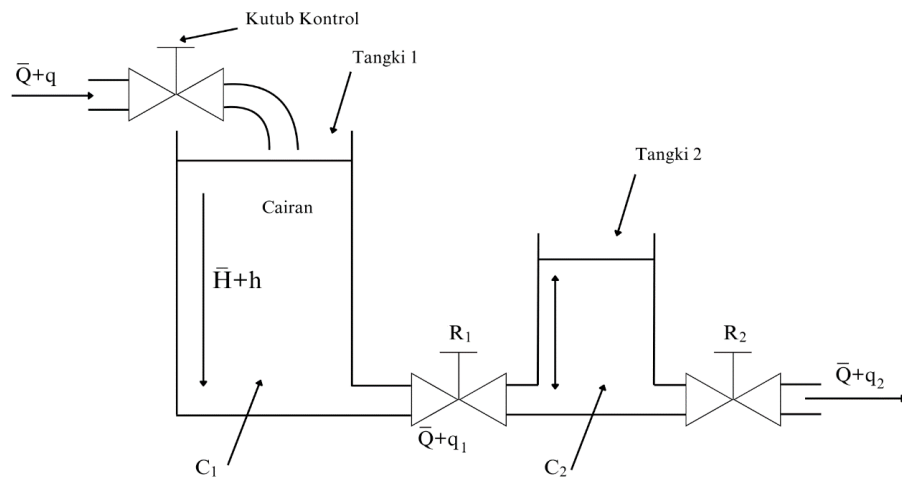 Kutub Kontrol
Tangki 1
Q̅+q
Tangki 2
Cairan
H̅+h
R₁
R₂
Q̅+q₂
Q̅+q₁
C₁
C₂